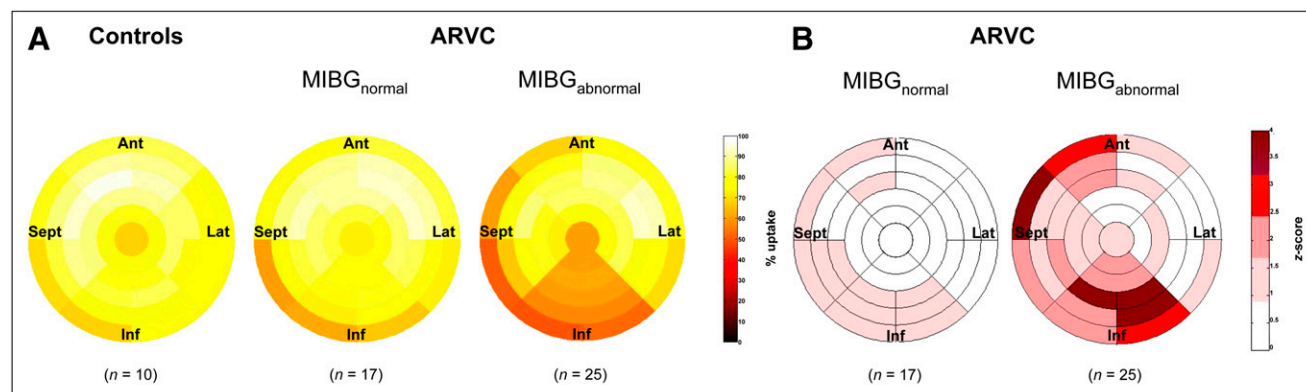 A Controls ARVC B ARVC
MIBGnormal MIBGabnormal MIBGnormal MIBGabnormal
Ant Ant Ant Ant Ant
Sept Lat Sept Lat Sept Lat Sept Lat Sept Lat
Inf Inf Inf Inf Inf
100
90
80
70
60
50
40
30
20
10
0
% uptake
4
3.5
3
2.5
2
1.5
1
0.5
0
z-score
(n = 10) (n = 17) (n = 25) (n = 17) (n = 25)